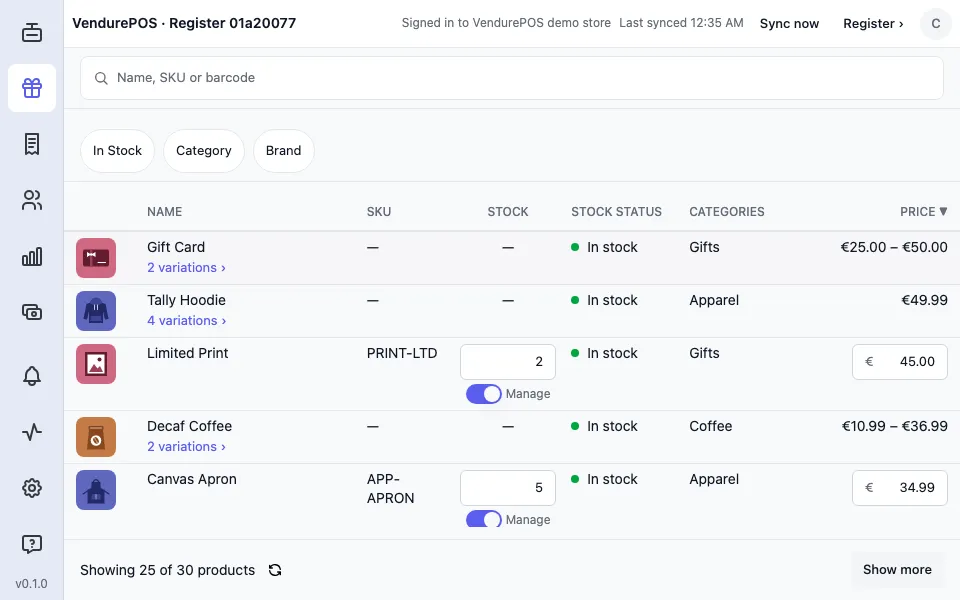 VendurePOS · Register 01a20077
Signed in to VendurePOS demo store Last synced 12:35 AM Sync now Register › C
Name, SKU or barcode
In Stock Category Brand
NAME SKU STOCK STOCK STATUS CATEGORIES PRICE ▼
Gift Card — — In stock Gifts €25.00 – €50.00
2 variations ›
Tally Hoodie — — In stock Apparel €49.99
4 variations ›
Limited Print PRINT-LTD 2 In stock Gifts € 45.00
Manage
Decaf Coffee — — In stock Coffee €10.99 – €36.99
2 variations ›
Canvas Apron APP-APRON 5 In stock Apparel € 34.99
Manage
Showing 25 of 30 products Show more
v0.1.0